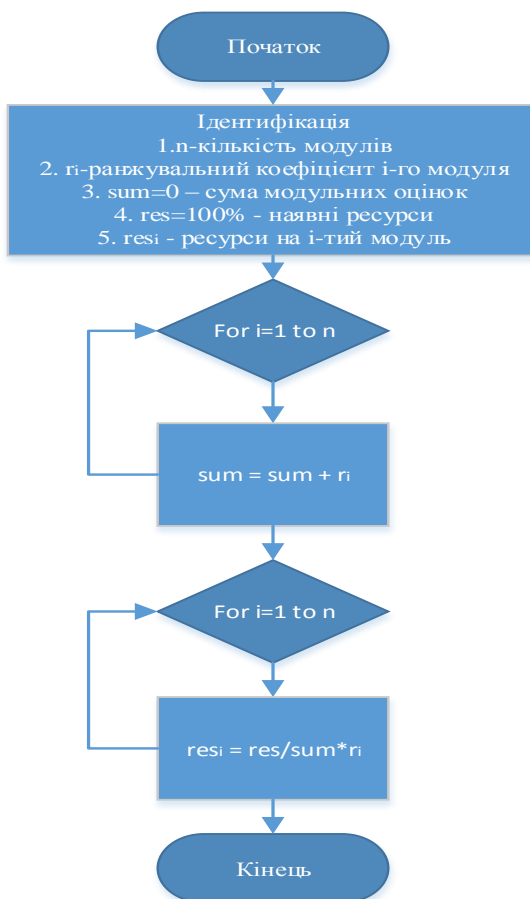 Початок
Ідентифікація
1.n-кількість модулів
2. ri-ранжувальний коефіцієнт i-го модуля
3. sum=0 – сума модульних оцінок
4. res=100% - наявні ресурси
5. resi - ресурси на i-тий модуль
For i=1 to n
sum = sum + ri
For i=1 to n
resi = res/sum*ri
Кінець